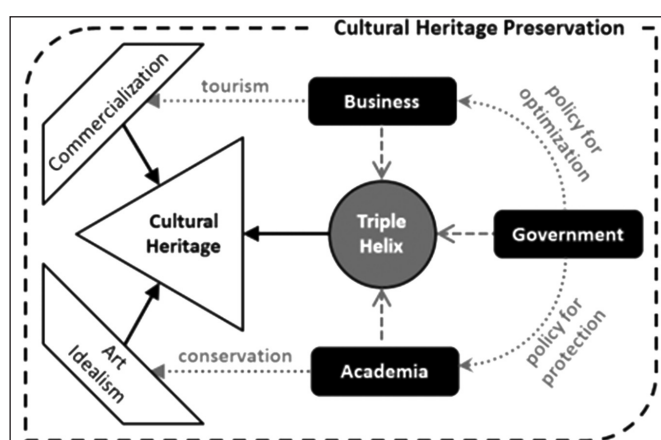 Cultural Heritage Preservation
Commercialization
tourism
Business
policy for
optimization
Cultural
Heritage
Triple
Helix
Government
Art
Idealism
conservation
Academia
policy for
protection